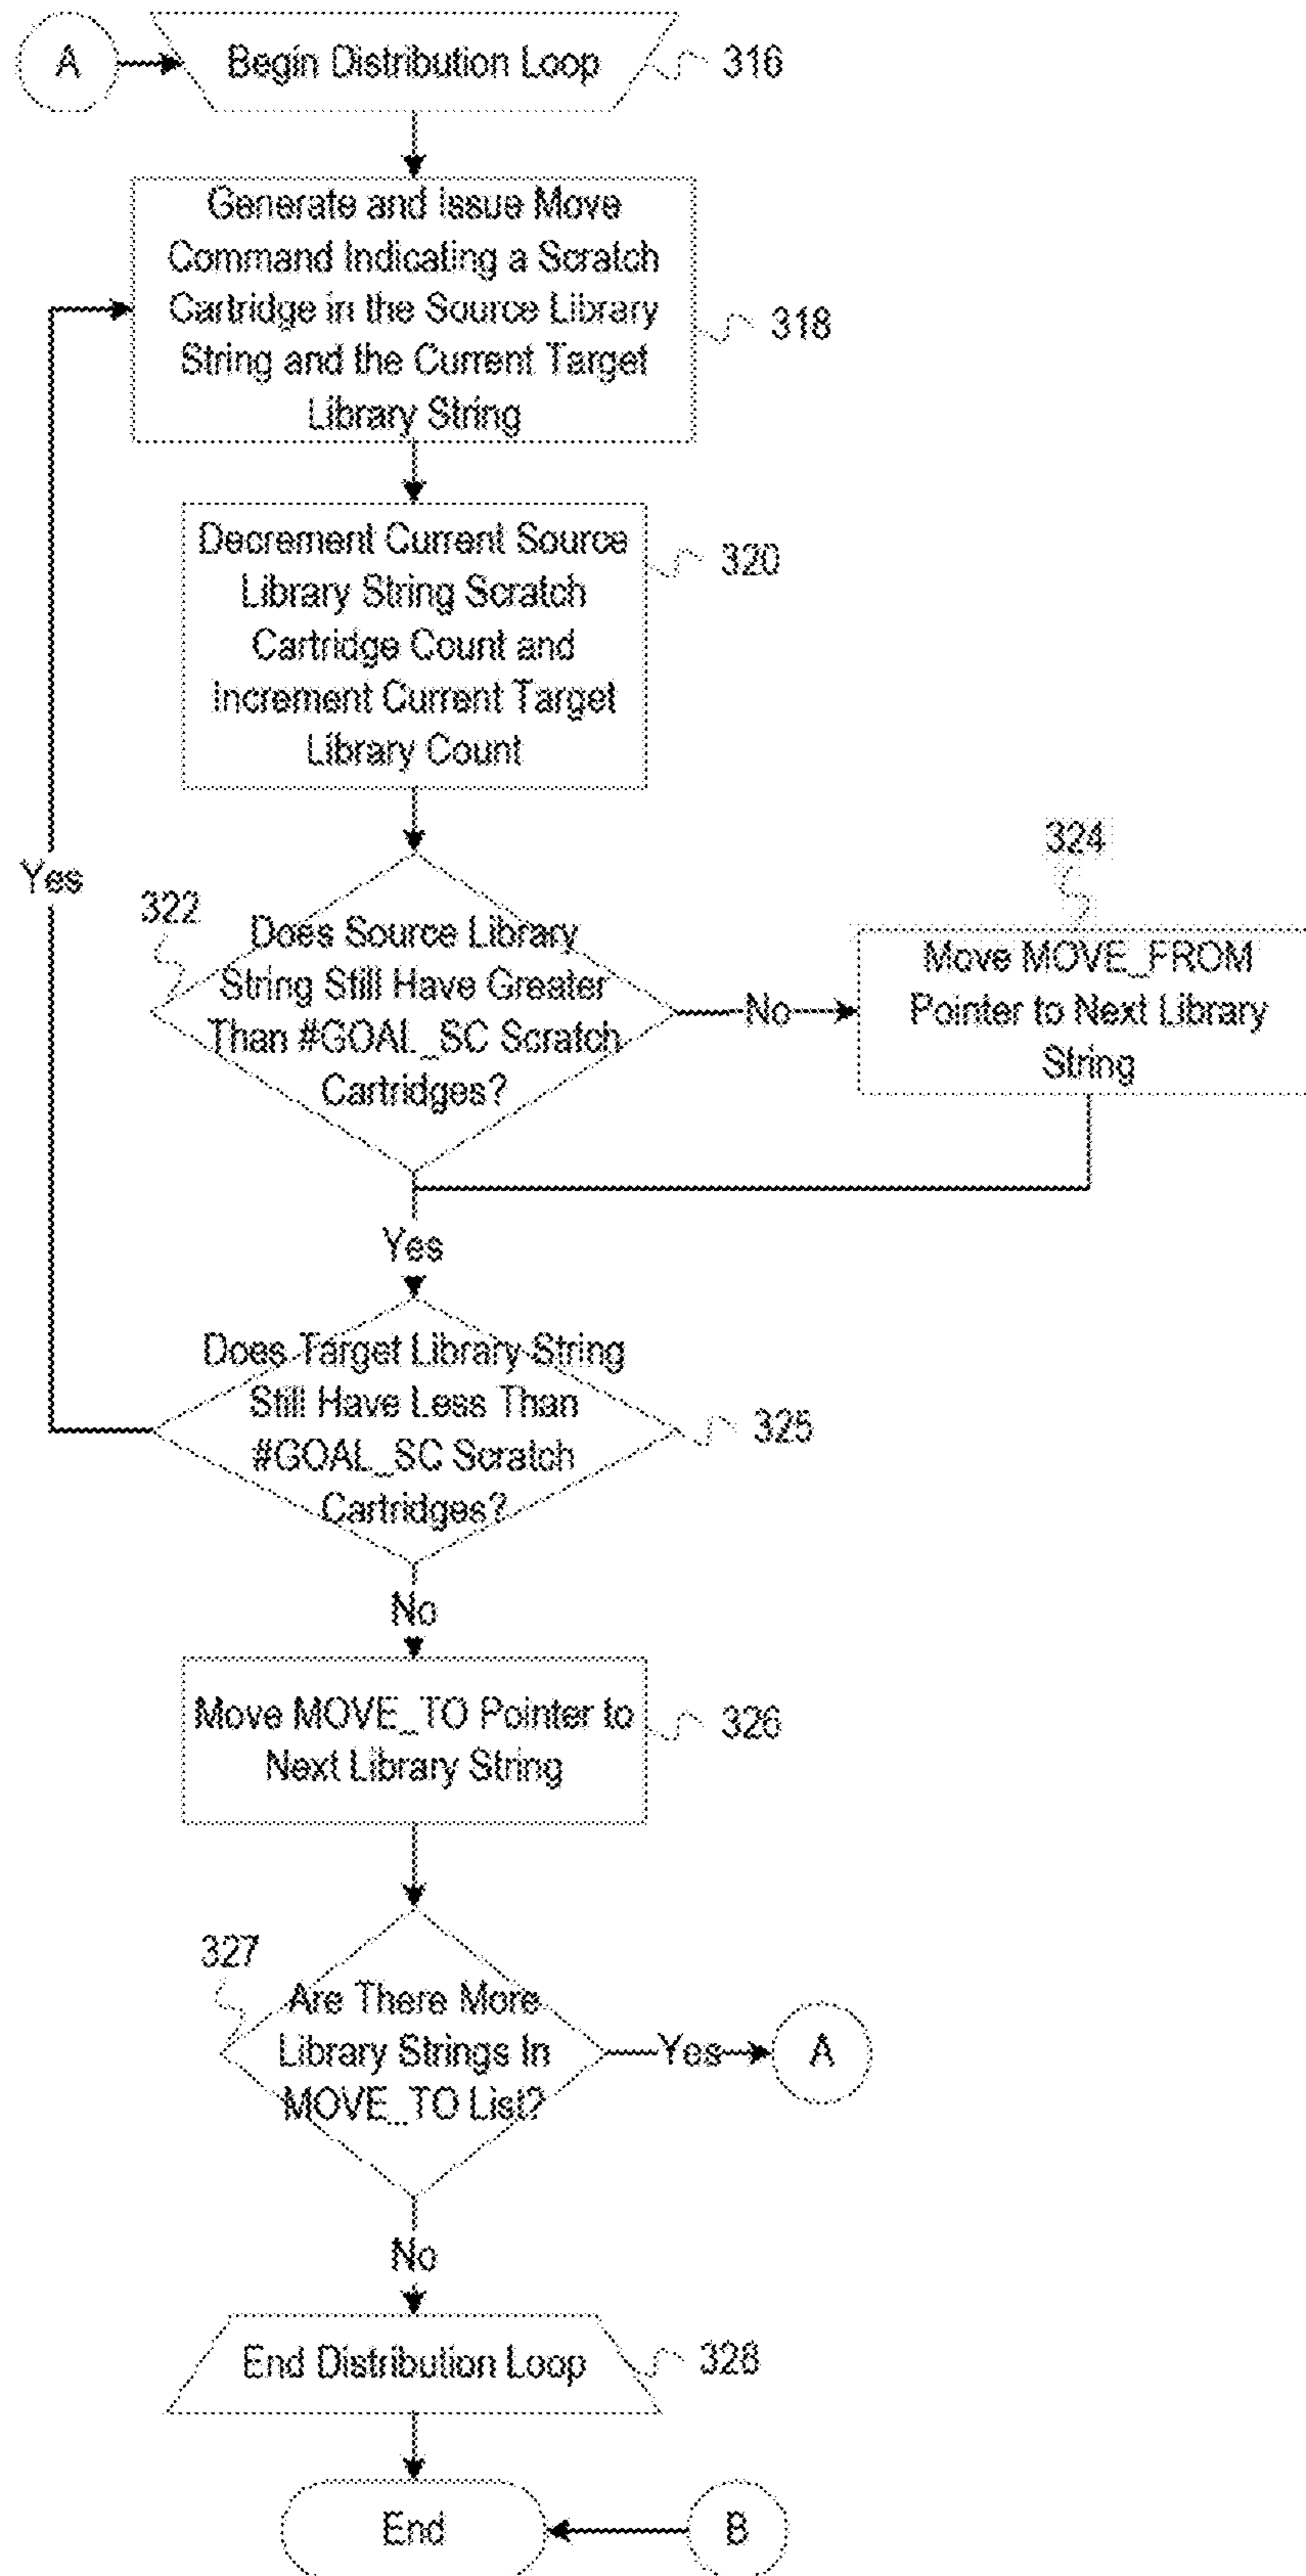 A
Begin Distribution Loop
316
Generate and Issue Move
Command Indicating a Scratch
Cartridge in the Source Library
String and the Current Target
Library String
318
Decrement Current Source
Library String Scratch
Cartridge Count and
Increment Current Target
Library Count
320
Yes
322
Does Source Library
String Still Have Greater
Than #GOAL_SC Scratch
Cartridges?
No
324
Move MOVE_FROM
Pointer to Next Library
String
Yes
Does Target Library String
Still Have Less Than
#GOAL_SC Scratch
Cartridges?
325
No
Move MOVE_TO Pointer to
Next Library String
326
327
Are There More
Library Strings In
MOVE_TO List?
Yes
A
No
End Distribution Loop
328
End
B